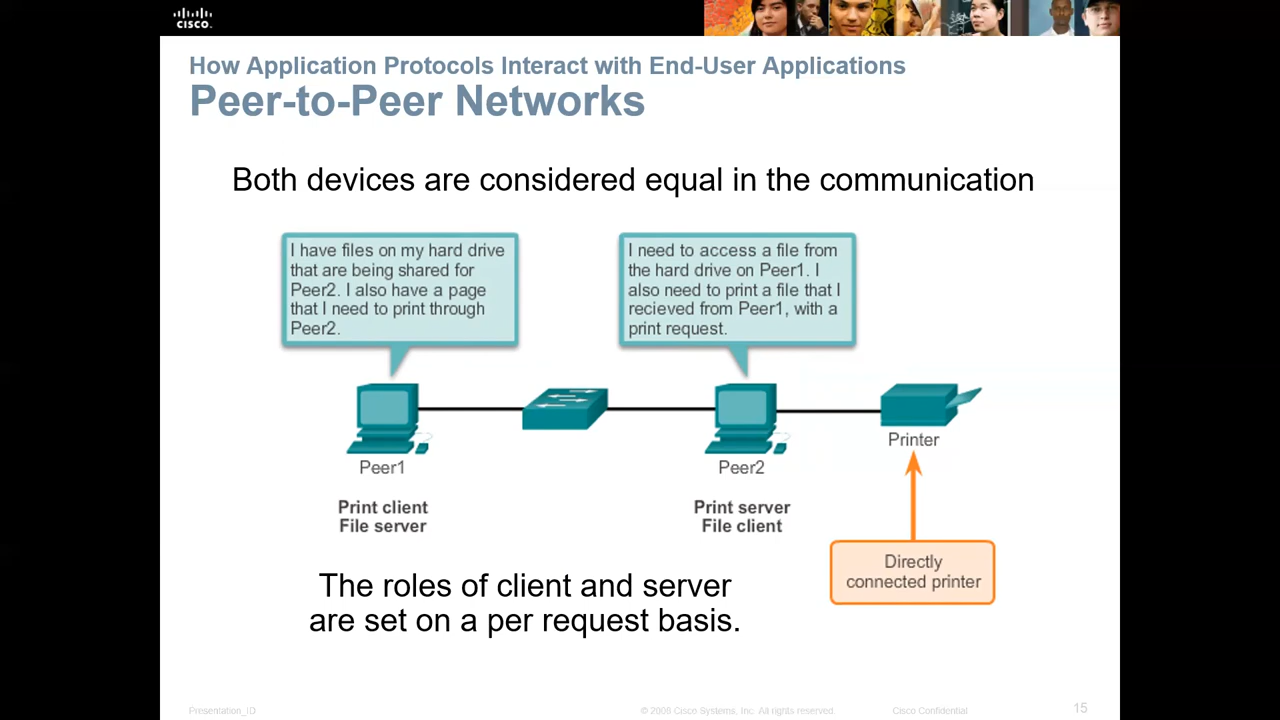 CISCO
How Application Protocols Interact with End-User Applications
Peer-to-Peer Networks
Both devices are considered equal in the communication
I have files on my hard drive
that are being shared for
Peer2. I also have a page
that I need to print through
Peer2.
I need to access a file from
the hard drive on Peer1. I
also need to print a file that I
recieved from Peer1, with a
print request.
Peer1
Peer2
Printer
Print client
File server
Print server
File client
Directly
connected printer
The roles of client and server
are set on a per request basis.
Presentation_ID
© 2008 Cisco Systems, Inc. All rights reserved.
Cisco Confidential
15